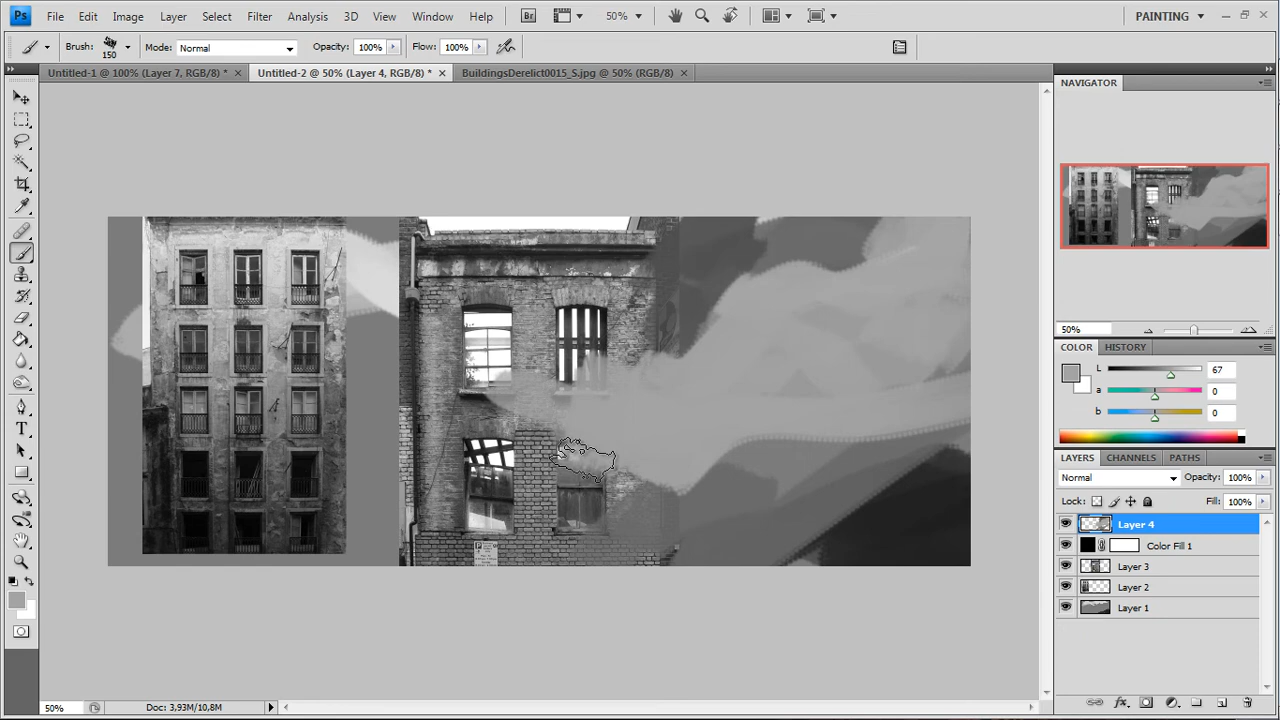 Ps File Edit Image Layer Select Filter Analysis 3D View Window Help Br 50% PAINTING
Brush: 150 Mode: Normal Opacity: 100% Flow: 100%
Untitled-1 @ 100% (Layer 7, RGB/8) * Untitled-2 @ 50% (Layer 4, RGB/8) * BuildingsDerelict0015_S.jpg @ 50% (RGB/8)
NAVIGATOR
50%
COLOR HISTORY
L 67
a 0
b 0
LAYERS CHANNELS PATHS
Normal Opacity: 100%
Lock: Fill: 100%
Layer 4
Color Fill 1
Layer 3
Layer 2
Layer 1
50% Doc: 3,93M/10,8M